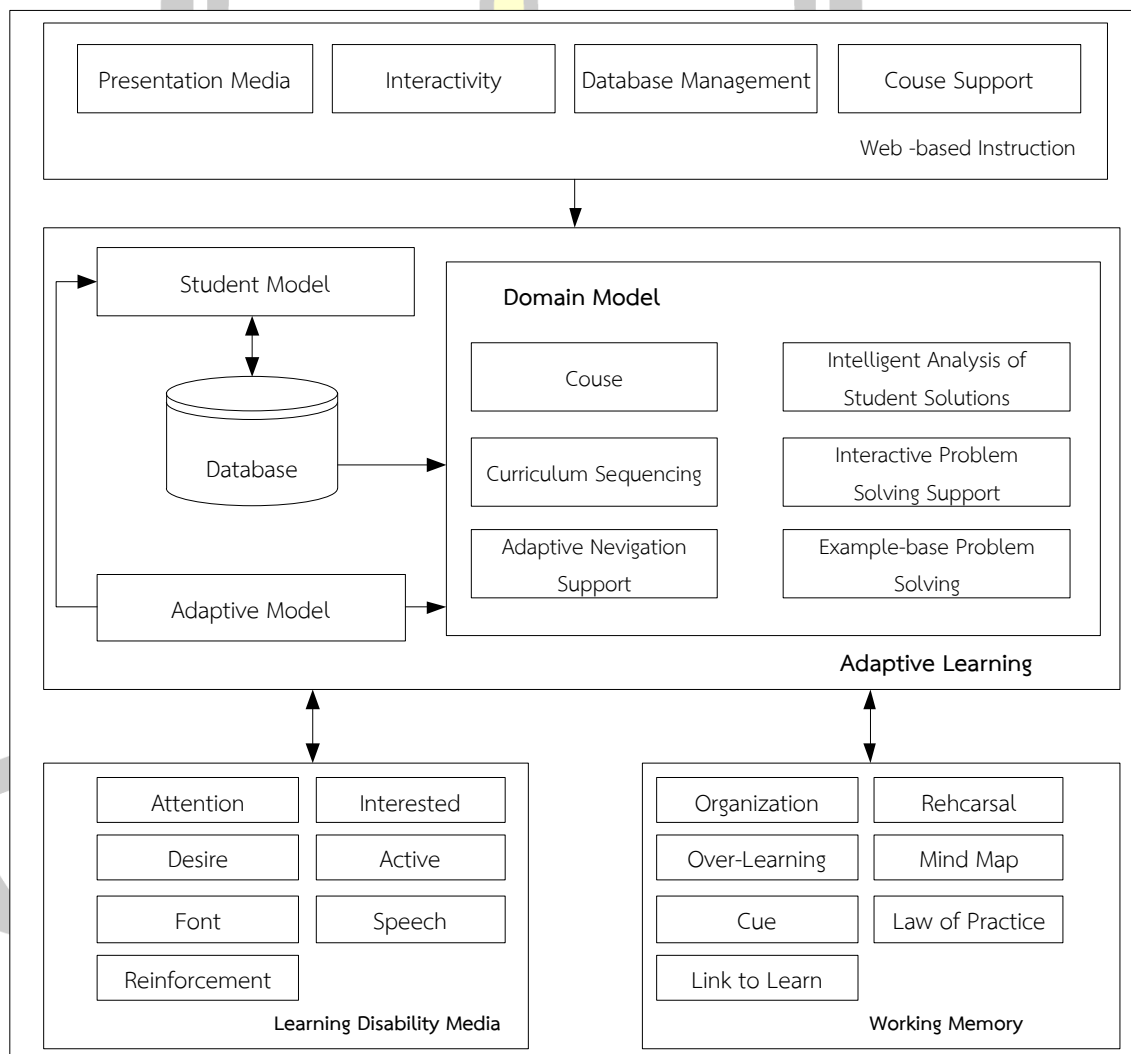 Presentation Media
Interactivity
Database Management
Couse Support
Web -based Instruction
Student Model
Database
Adaptive Model
Domain Model
Couse
Intelligent Analysis of
Student Solutions
Curriculum Sequencing
Interactive Problem
Solving Support
Adaptive Nevigation
Support
Example-base Problem
Solving
Adaptive Learning
Attention
Interested
Desire
Active
Font
Speech
Reinforcement
Learning Disability Media
Organization
Rehcarsal
Over-Learning
Mind Map
Cue
Law of Practice
Link to Learn
Working Memory